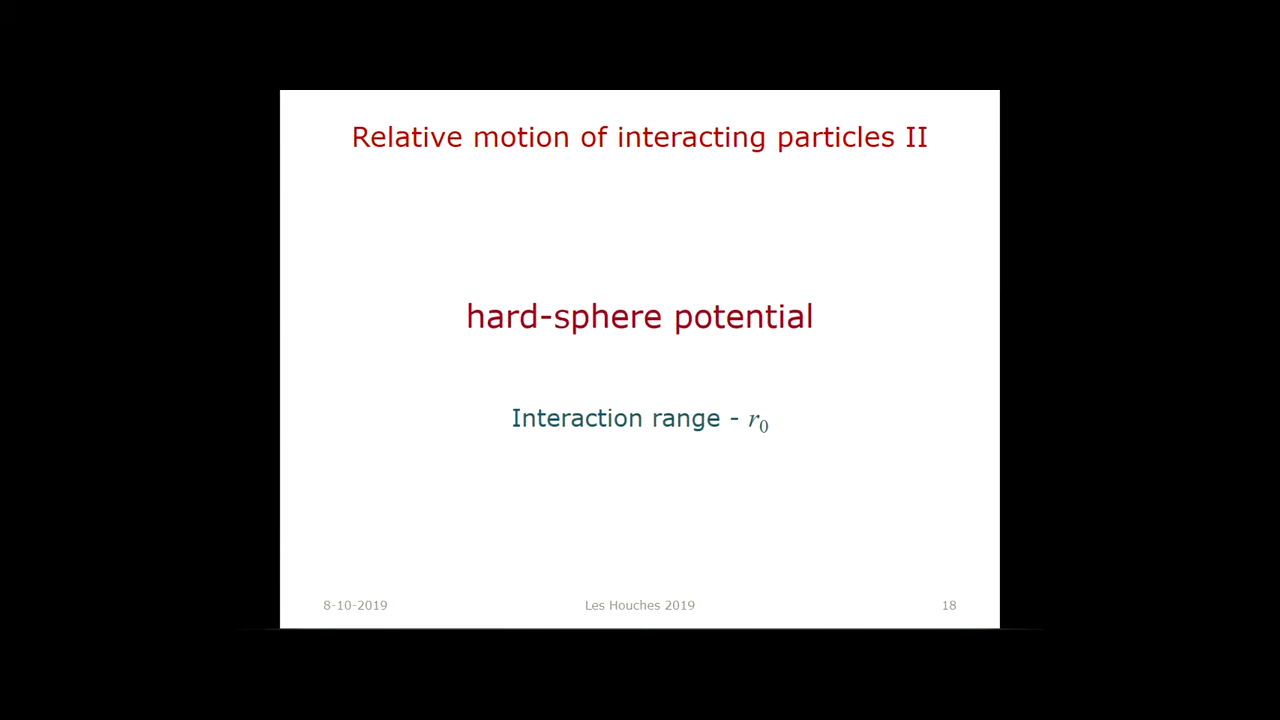 Relative motion of interacting particles II
hard-sphere potential
Interaction range - r₀
8-10-2019 Les Houches 2019 18